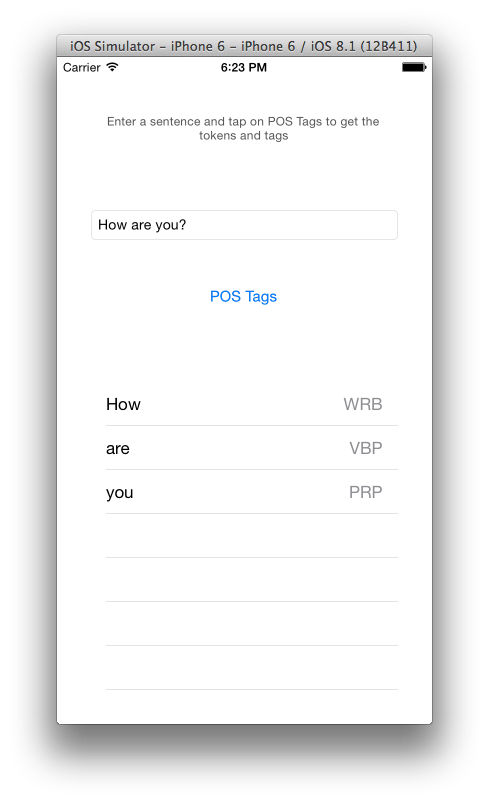 iOS Simulator - iPhone 6 - iPhone 6 / iOS 8.1 (12B411)
Carrier 6:23 PM
Enter a sentence and tap on POS Tags to get the
tokens and tags
How are you?
POS Tags
How WRB
are VBP
you PRP